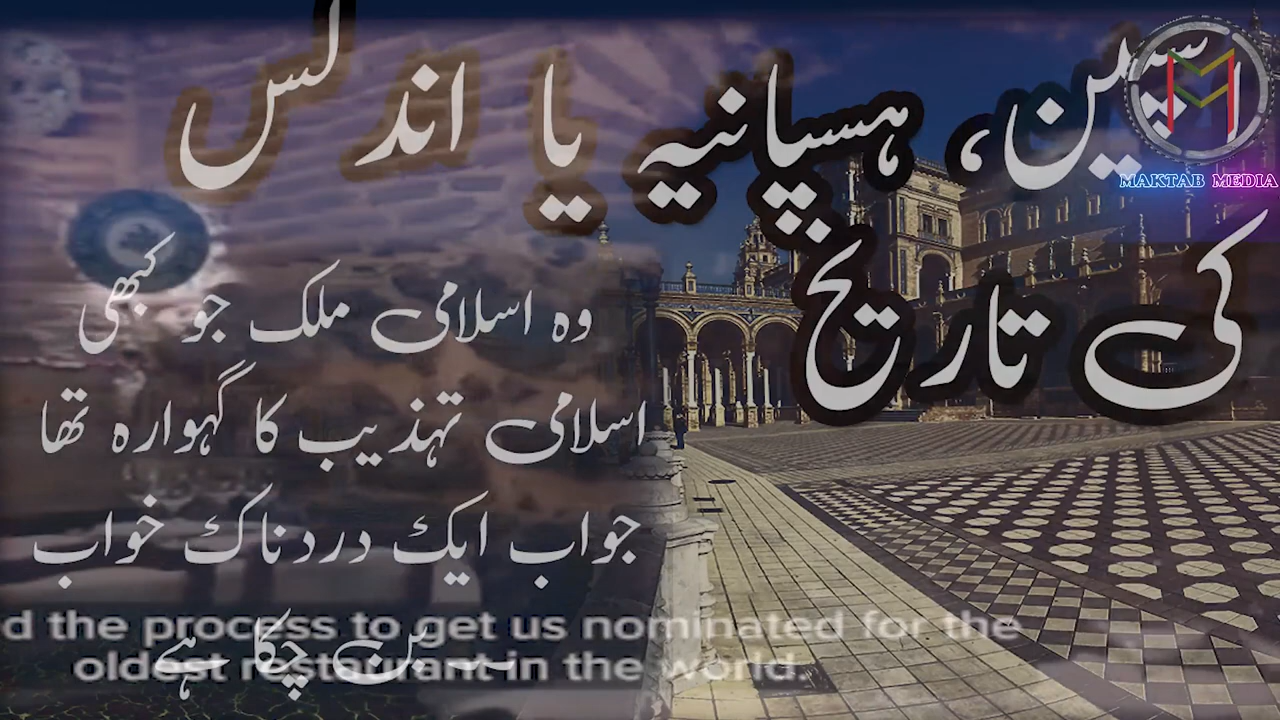 اسپین، ہسپانیہ یا اندلس
کی تاریخ
MAKTAB MEDIA
وہ اسلامی ملک جو کبھی
اسلامی تہذیب کا گہوارہ تھا
جواب ایک دردناک خواب
بن چکا ہے
d the process to get us nominated for the
oldest restaurant in the world.